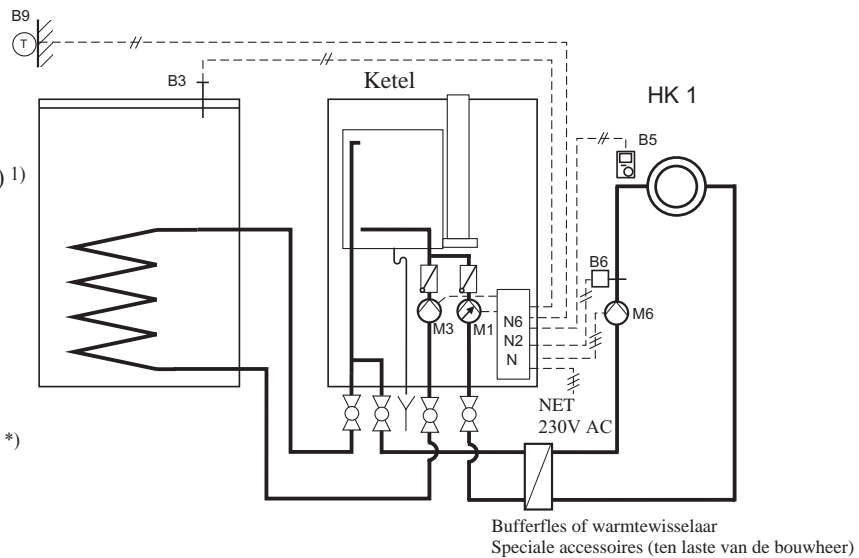 B9
T
B3
Ketel
HK 1
B5
) 1)
B6
N6
M3
M1
N2
M6
N
NET
230V AC
*)
Bufferfles of warmtewisselaar
Speciale accessoires (ten laste van de bouwheer)